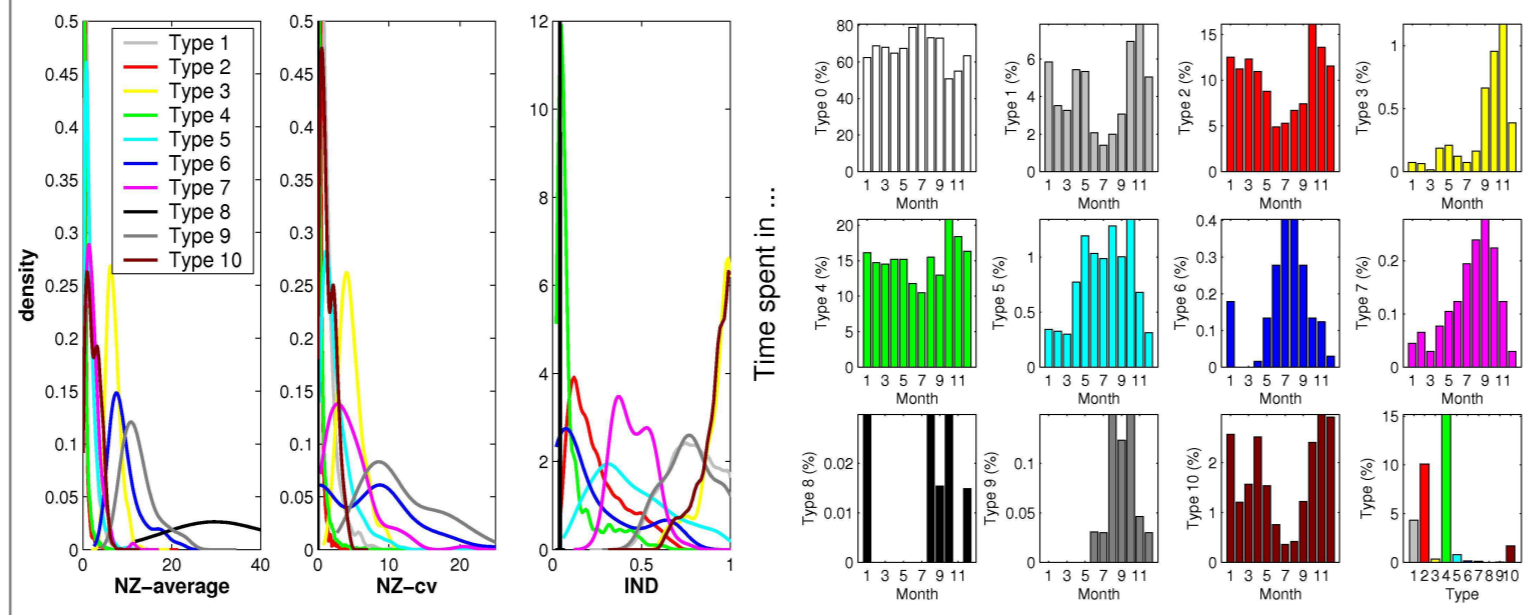 density
0.5
0.45
0.4
0.35
0.3
0.25
0.2
0.15
0.1
0.05
0
0 20 40
NZ-average
Type 1
Type 2
Type 3
Type 4
Type 5
Type 6
Type 7
Type 8
Type 9
Type 10
0.5
0.45
0.4
0.35
0.3
0.25
0.2
0.15
0.1
0.05
0
0 10 20
NZ-cv
12
10
8
6
4
2
0
0 0.5 1
IND
Time spent in ...
Type 0 (%)
80
60
40
20
0
1 3 5 7 9 11
Month
Type 1 (%)
6
4
2
0
1 3 5 7 9 11
Month
Type 2 (%)
15
10
5
0
1 3 5 7 9 11
Month
Type 3 (%)
1
0.5
0
1 3 5 7 9 11
Month
Type 4 (%)
20
15
10
5
0
1 3 5 7 9 11
Month
Type 5 (%)
1
0.5
0
1 3 5 7 9 11
Month
Type 6 (%)
0.4
0.3
0.2
0.1
0
1 3 5 7 9 11
Month
Type 7 (%)
0.2
0.1
0
1 3 5 7 9 11
Month
Type 8 (%)
0.02
0.01
0
1 3 5 7 9 11
Month
Type 9 (%)
0.1
0.05
0
1 3 5 7 9 11
Month
Type 10 (%)
2
1
0
1 3 5 7 9 11
Month
Type (%)
15
10
5
0
1 2 3 4 5 6 7 8 9 10
Type